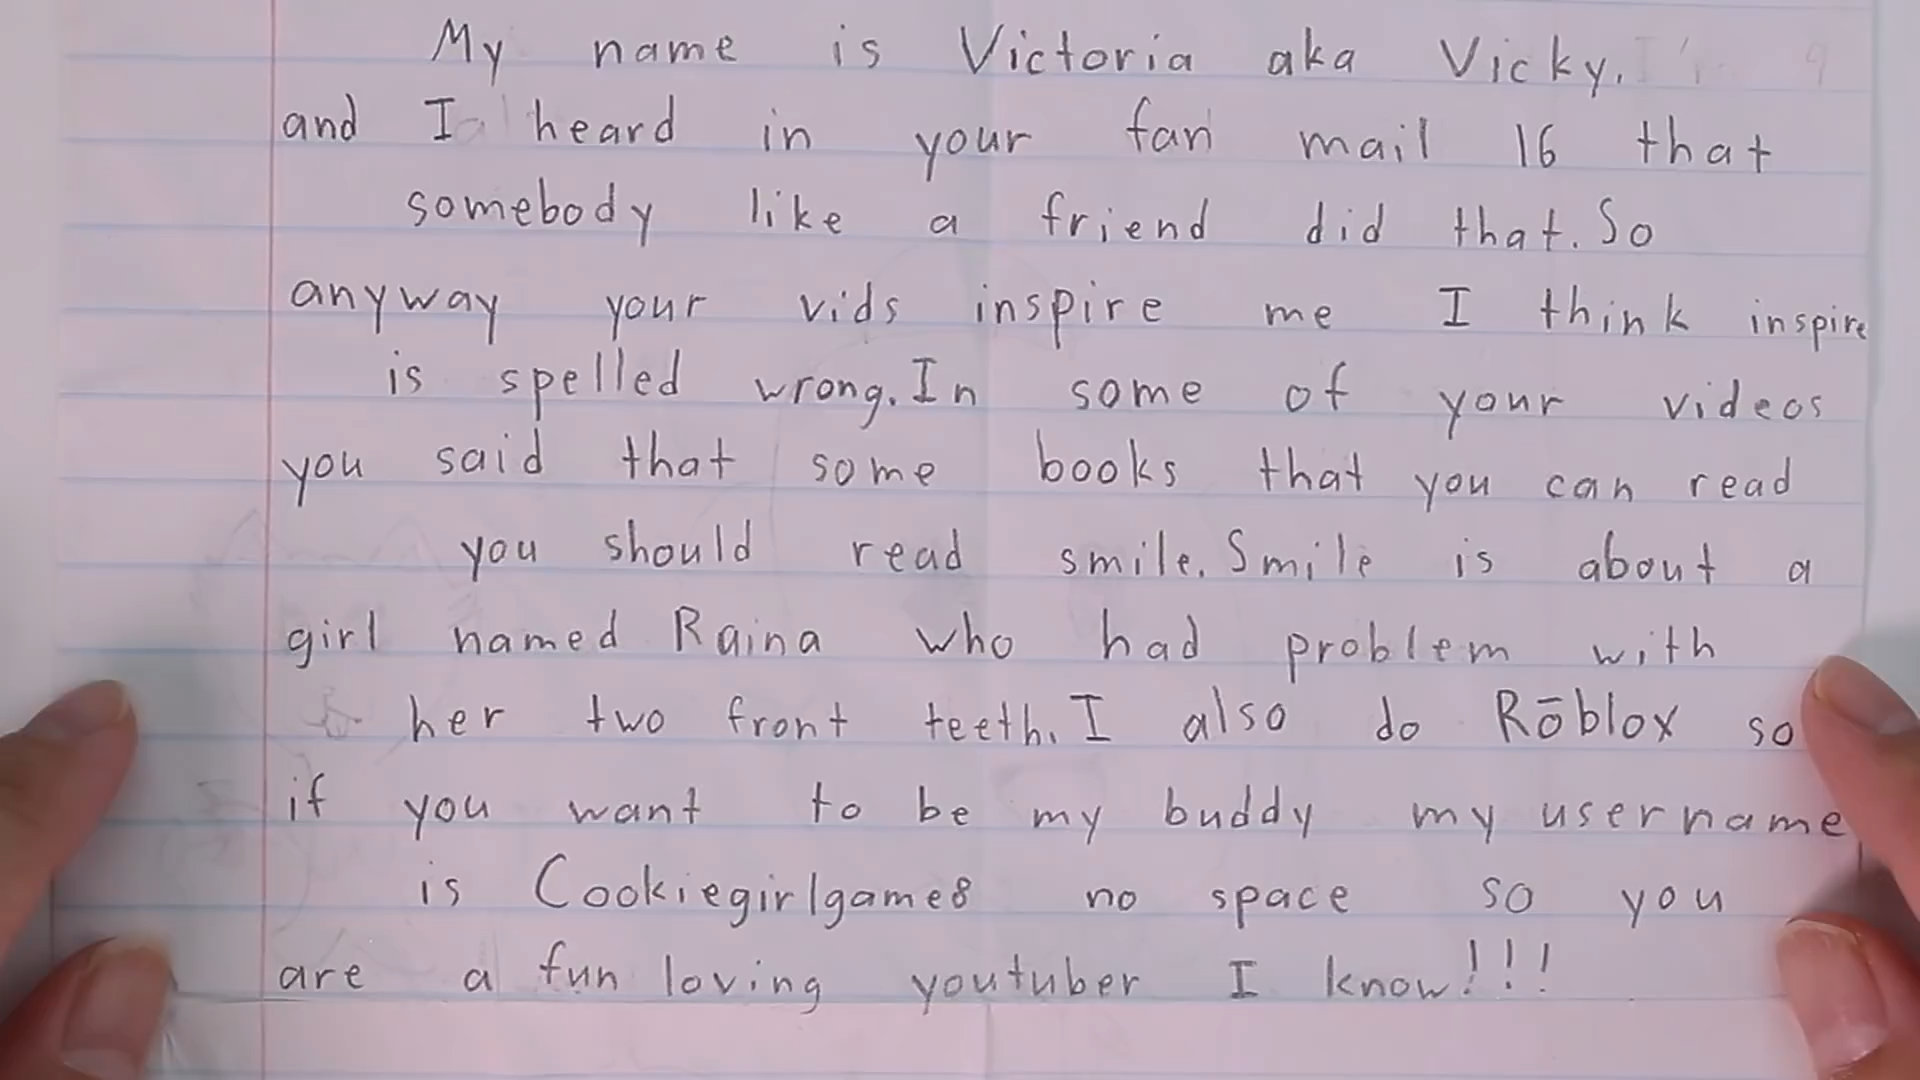 My name is Victoria aka Vicky.
and I heard in your fan mail 16 that
somebody like a friend did that. So
anyway your vids inspire me I think inspire
is spelled wrong. In some of your videos
you said that some books that you can read
you should read smile. Smile is about a
girl named Raina who had problem with
her two front teeth. I also do Rōblox so
if you want to be my buddy my username
is Cookiegirlgame8 no space so you
are a fun loving youtuber I know!!!